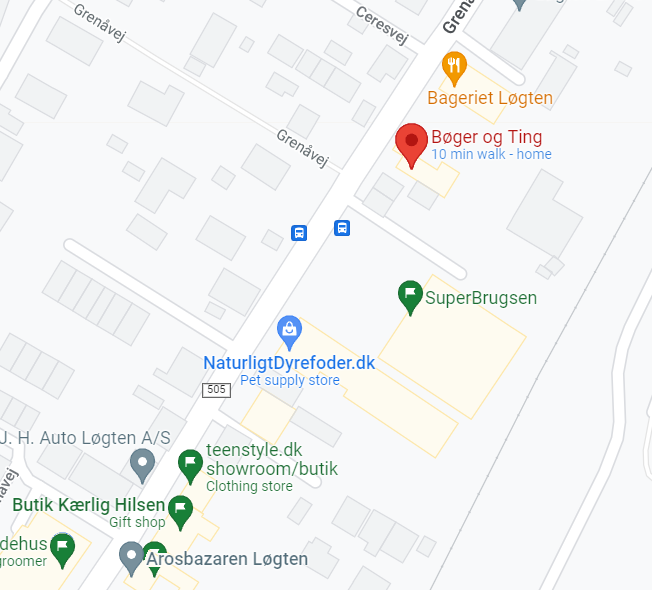 Grenåvej
Ceresvej
Grenå
Bageriet Løgten
Bøger og Ting
10 min walk - home
Grenåvej
SuperBrugsen
NaturligtDyrefoder.dk
Pet supply store
505
J. H. Auto Løgten A/S
teenstyle.dk
showroom/butik
Clothing store
åvej
Butik Kærlig Hilsen
Gift shop
dehus
groomer
Arosbazaren Løgten